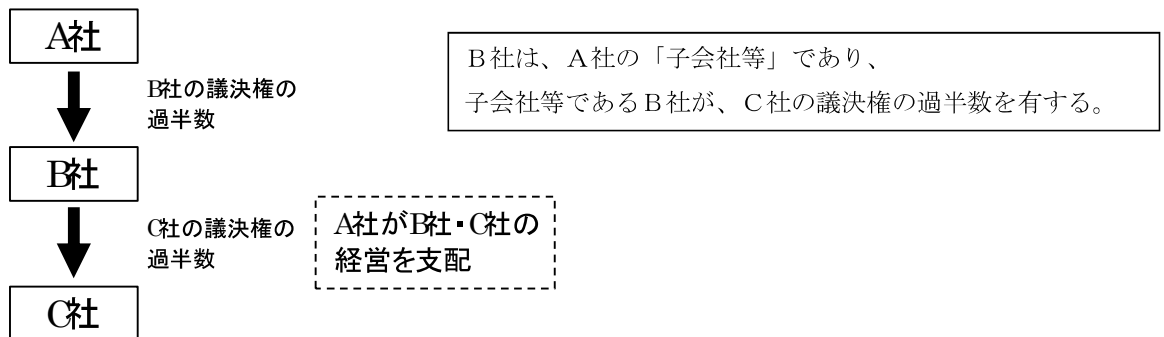 A社
B社の議決権の
過半数
B社は、A社の「子会社等」であり、
子会社等であるB社が、C社の議決権の過半数を有する。
B社
C社の議決権の
過半数
A社がB社・C社の
経営を支配
C社